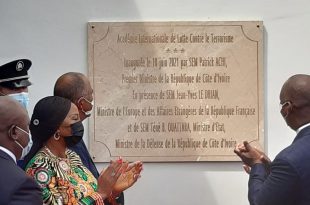 Académie Internationale de Lutte Contre le Terrorisme
***
Inaugurée le 10 juin 2021 par SEM Patrick ACHI,
Premier Ministre de la République de Côte d'Ivoire
En présence de SEM Jean-Yves LE DRIAN,
Ministre de l'Europe et des Affaires Etrangères de la République Française
et de SEM Téné B. OUATTARA, Ministre d'Etat,
Ministre de la Défense de la République de Côte d'Ivoire